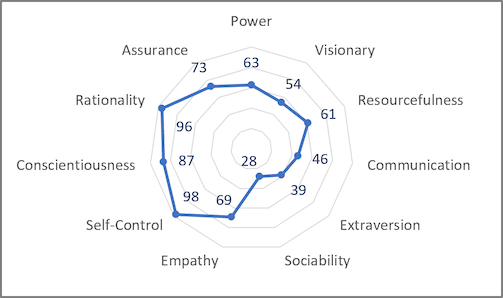 Power
Assurance
Visionary
73
63
54
Rationality
Resourcefulness
96
61
Conscientiousness
87
28
46
Communication
98
69
39
Self-Control
Extraversion
Empathy
Sociability